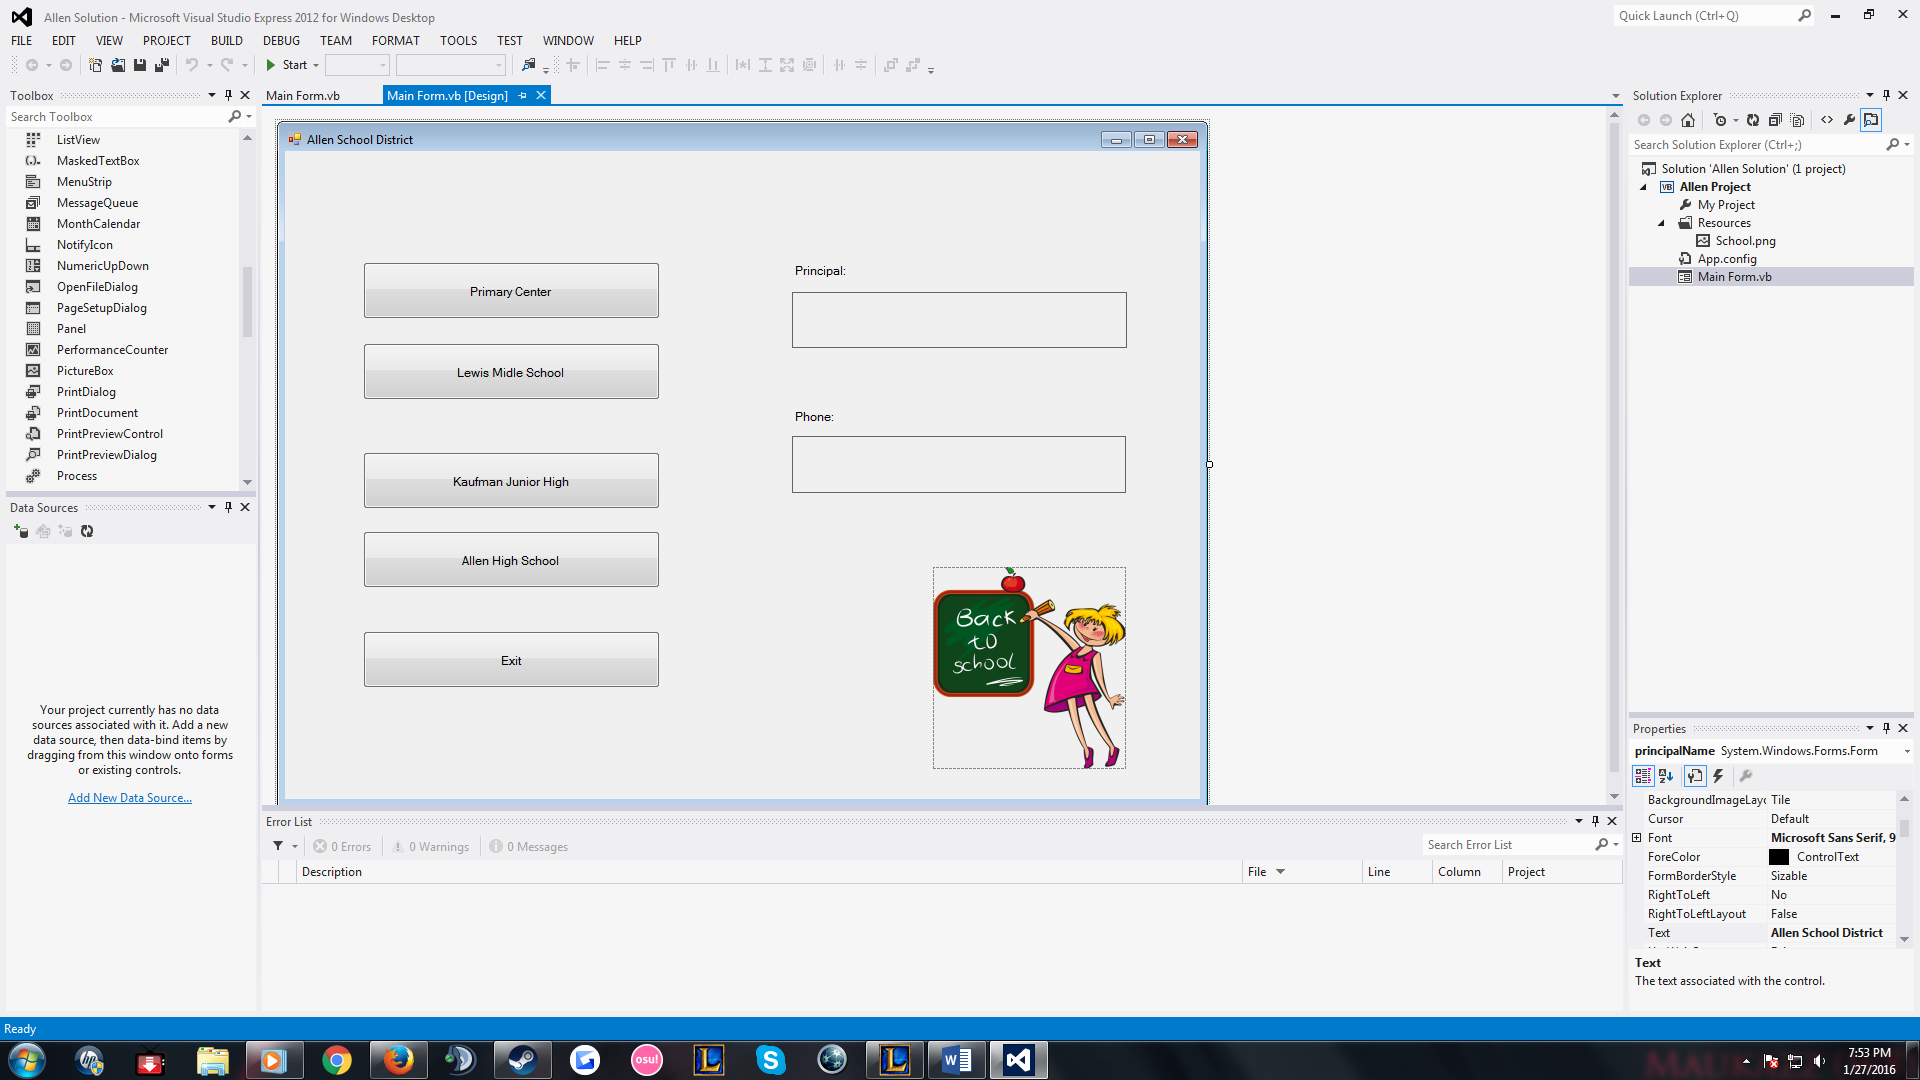 Allen Solution - Microsoft Visual Studio Express 2012 for Windows Desktop
Quick Launch (Ctrl+Q)
FILE EDIT VIEW PROJECT BUILD DEBUG TEAM FORMAT TOOLS TEST WINDOW HELP
Start
Toolbox
Search Toolbox
ListView
MaskedTextBox
MenuStrip
MessageQueue
MonthCalendar
NotifyIcon
NumericUpDown
OpenFileDialog
PageSetupDialog
Panel
PerformanceCounter
PictureBox
PrintDialog
PrintDocument
PrintPreviewControl
PrintPreviewDialog
Process
Data Sources
Your project currently has no data
sources associated with it. Add a new
data source, then data-bind items by
dragging from this window onto forms
or existing controls.
Add New Data Source...
Main Form.vb
Main Form.vb [Design]
Allen School District
Primary Center
Lewis Midle School
Kaufman Junior High
Allen High School
Exit
Principal:
Phone:
Back
to
school
Error List
0 Errors
0 Warnings
0 Messages
Search Error List
Description File Line Column Project
Solution Explorer
Search Solution Explorer (Ctrl+;)
Solution 'Allen Solution' (1 project)
VB Allen Project
My Project
Resources
School.png
App.config
Main Form.vb
Properties
principalName System.Windows.Forms.Form
BackgroundImageLayo Tile
Cursor Default
Font Microsoft Sans Serif, 9
ForeColor ControlText
FormBorderStyle Sizable
RightToLeft No
RightToLeftLayout False
Text Allen School District
Text
The text associated with the control.
Ready
hp
osu!
L
S
L
W
7:53 PM
1/27/2016